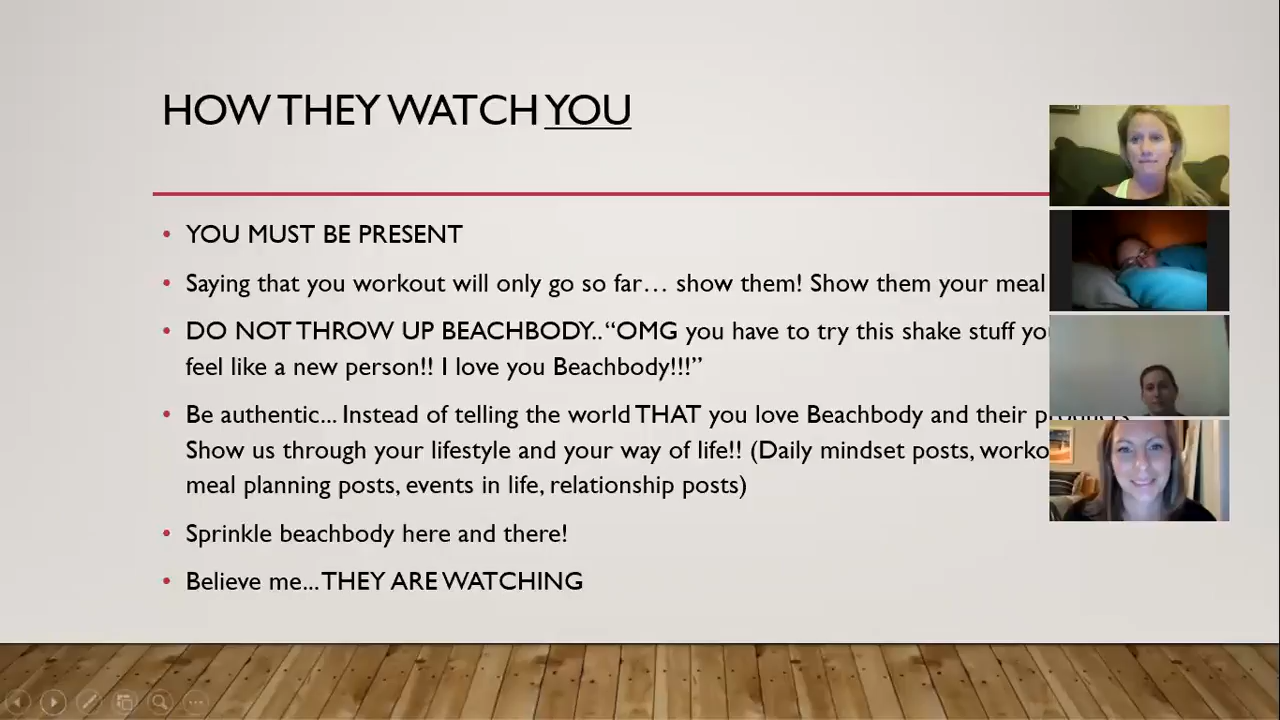 HOW THEY WATCH YOU
YOU MUST BE PRESENT
Saying that you workout will only go so far… show them! Show them your meal
DO NOT THROW UP BEACHBODY.. “OMG you have to try this shake stuff
feel like a new person!! I love you Beachbody!!!”
Be authentic... Instead of telling the world THAT you love Beachbody and their
Show us through your lifestyle and your way of life!! (Daily mindset posts,
meal planning posts, events in life, relationship posts)
Sprinkle beachbody here and there!
Believe me... THEY ARE WATCHING